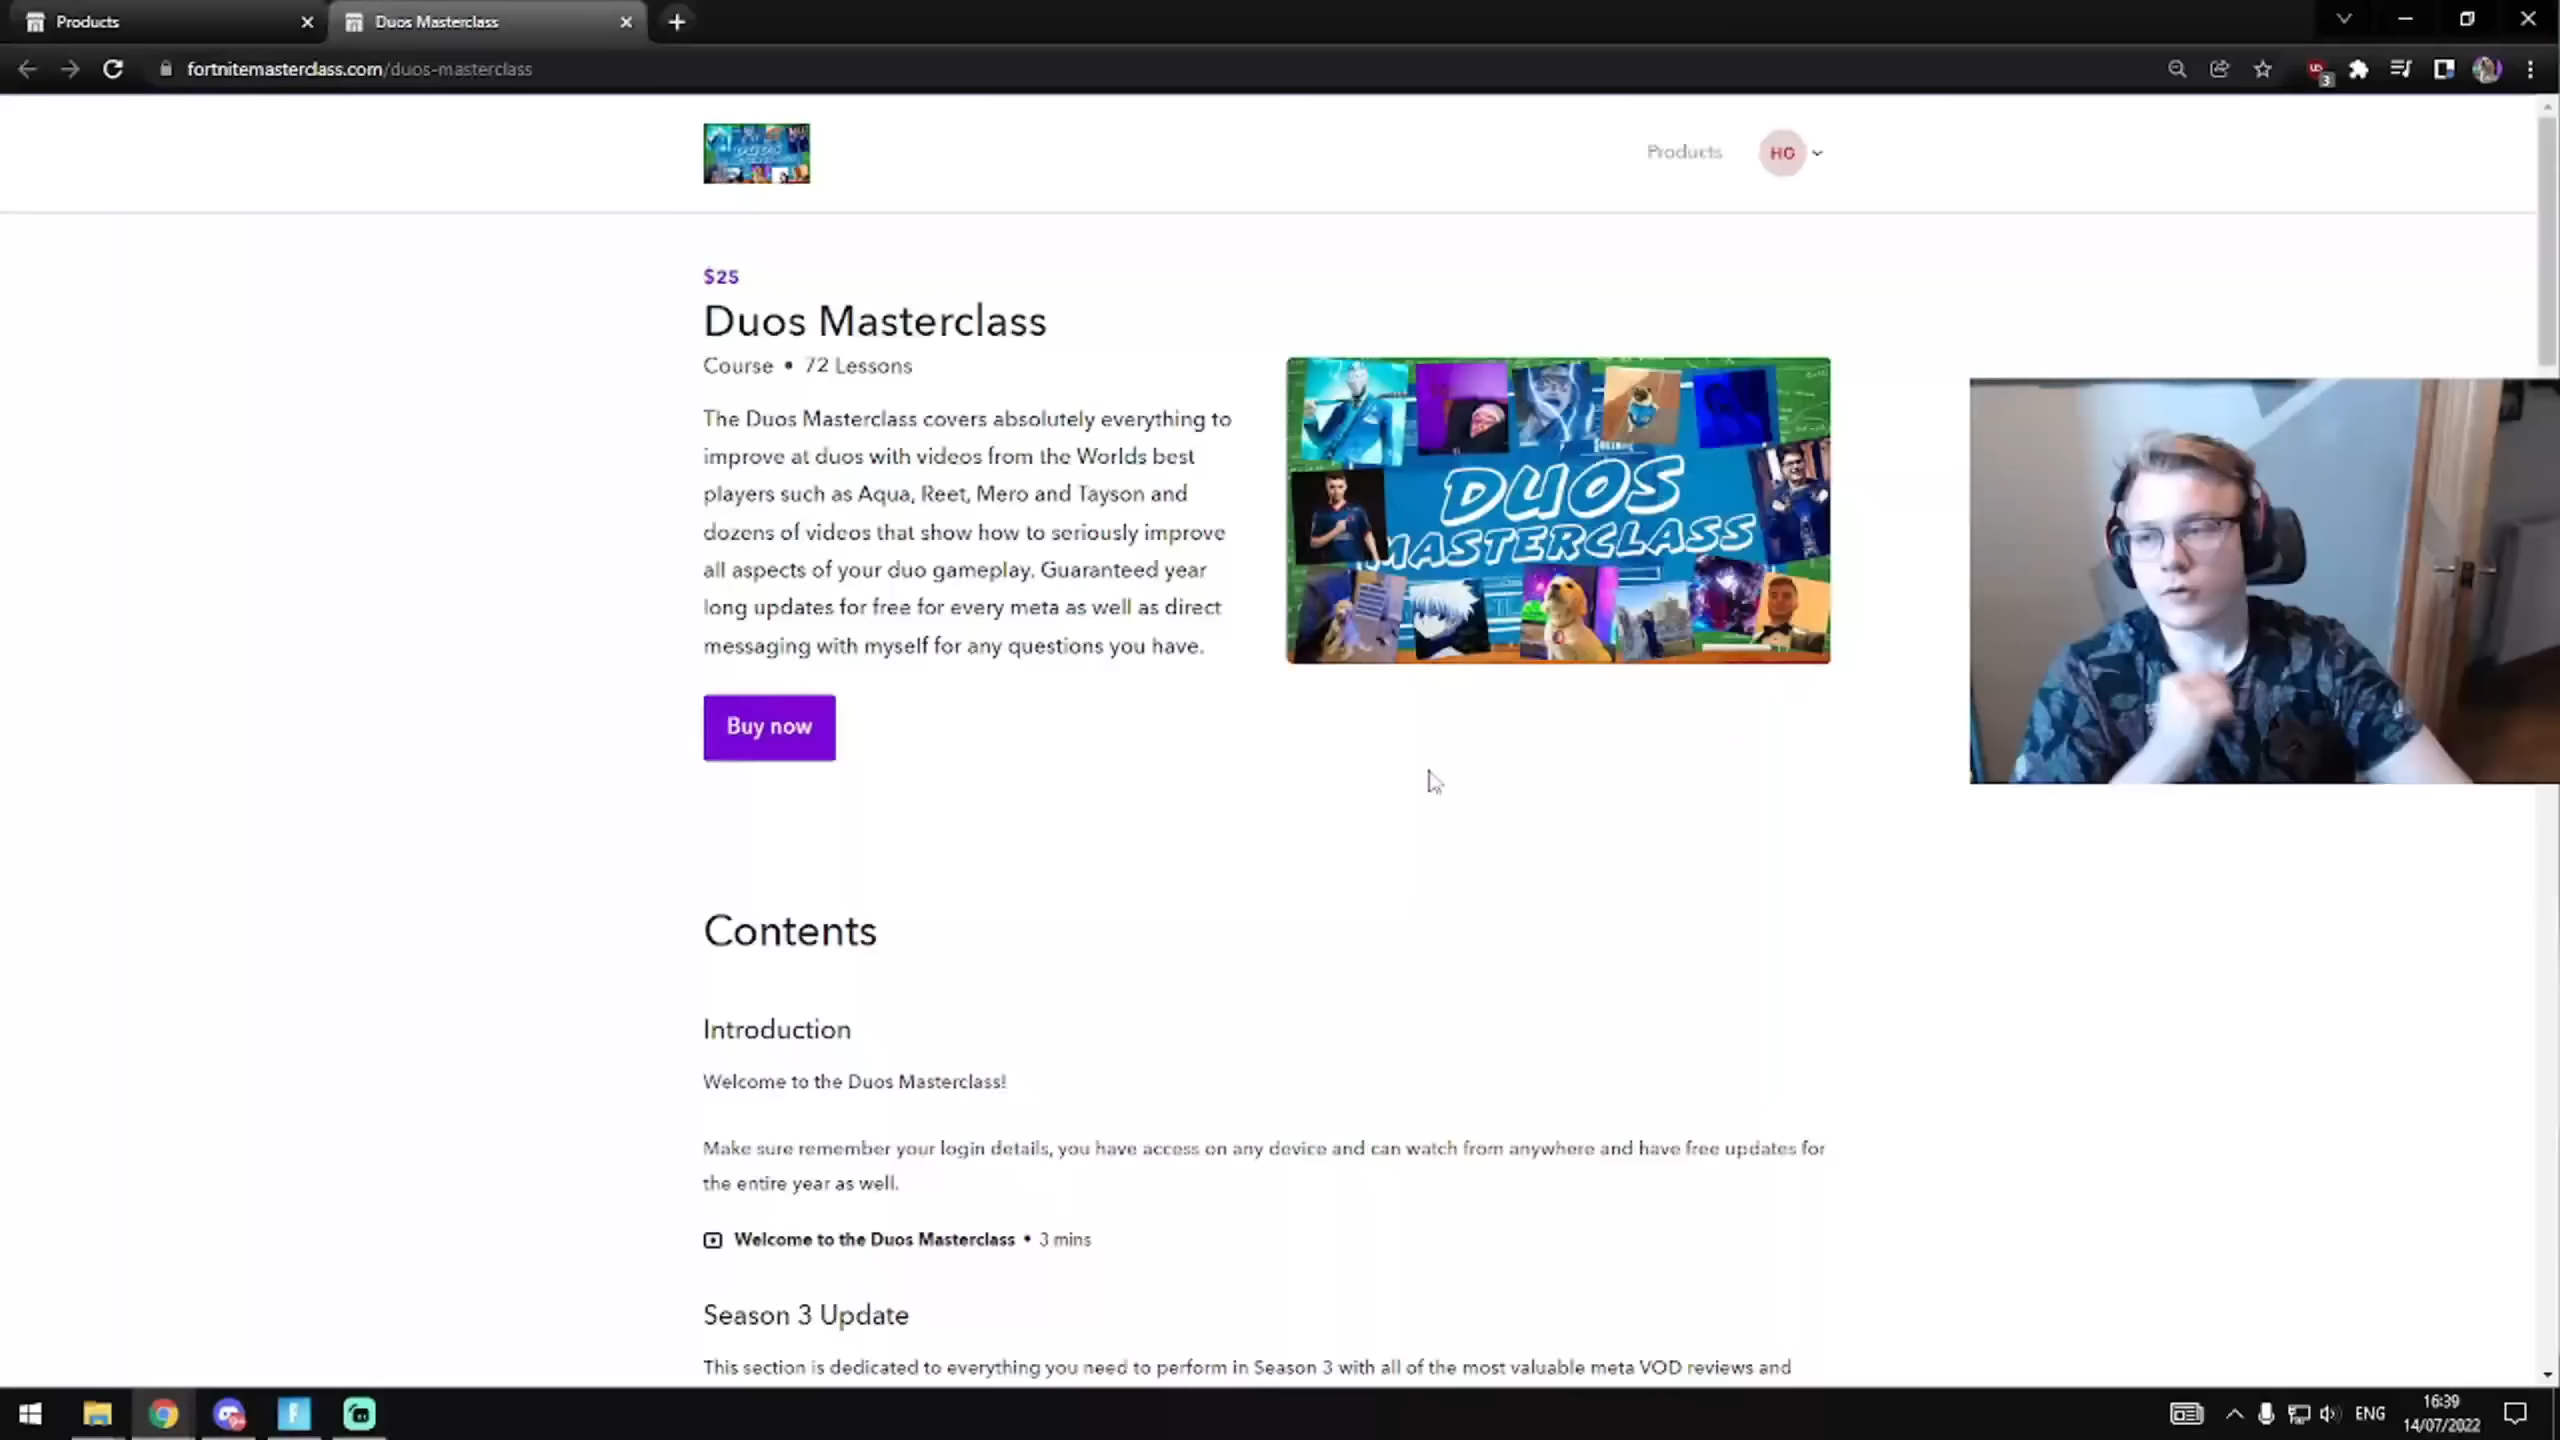 Products
Duos Masterclass
fortnitemasterclass.com/duos-masterclass
3
Products
HG
$25
Duos Masterclass
Course • 72 Lessons
The Duos Masterclass covers absolutely everything to
improve at duos with videos from the Worlds best
players such as Aqua, Reet, Mero and Tayson and
dozens of videos that show how to seriously improve
all aspects of your duo gameplay. Guaranteed year
long updates for free for every meta as well as direct
messaging with myself for any questions you have.
DUOS
MASTERCLASS
Buy now
Contents
Introduction
Welcome to the Duos Masterclass!
Make sure remember your login details, you have access on any device and can watch from anywhere and have free updates for
the entire year as well.
Welcome to the Duos Masterclass • 3 mins
Season 3 Update
This section is dedicated to everything you need to perform in Season 3 with all of the most valuable meta VOD reviews and
ENG
16:39
14/07/2022